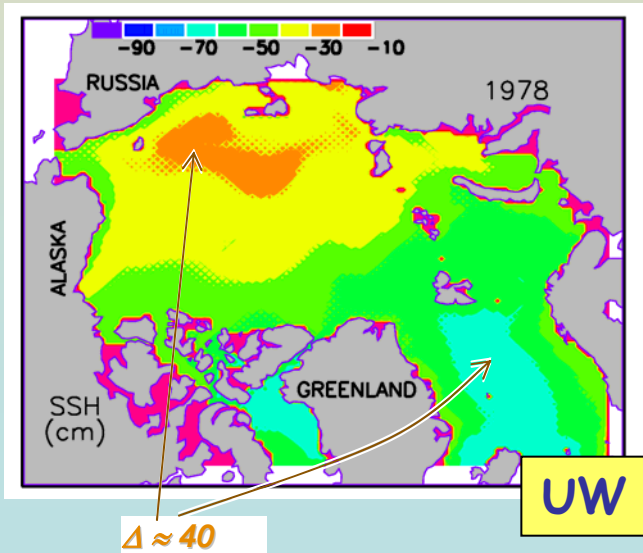 -90 -70 -50 -30 -10
RUSSIA
1978
ALASKA
GREENLAND
SSH
(cm)
UW
Δ ≈ 40